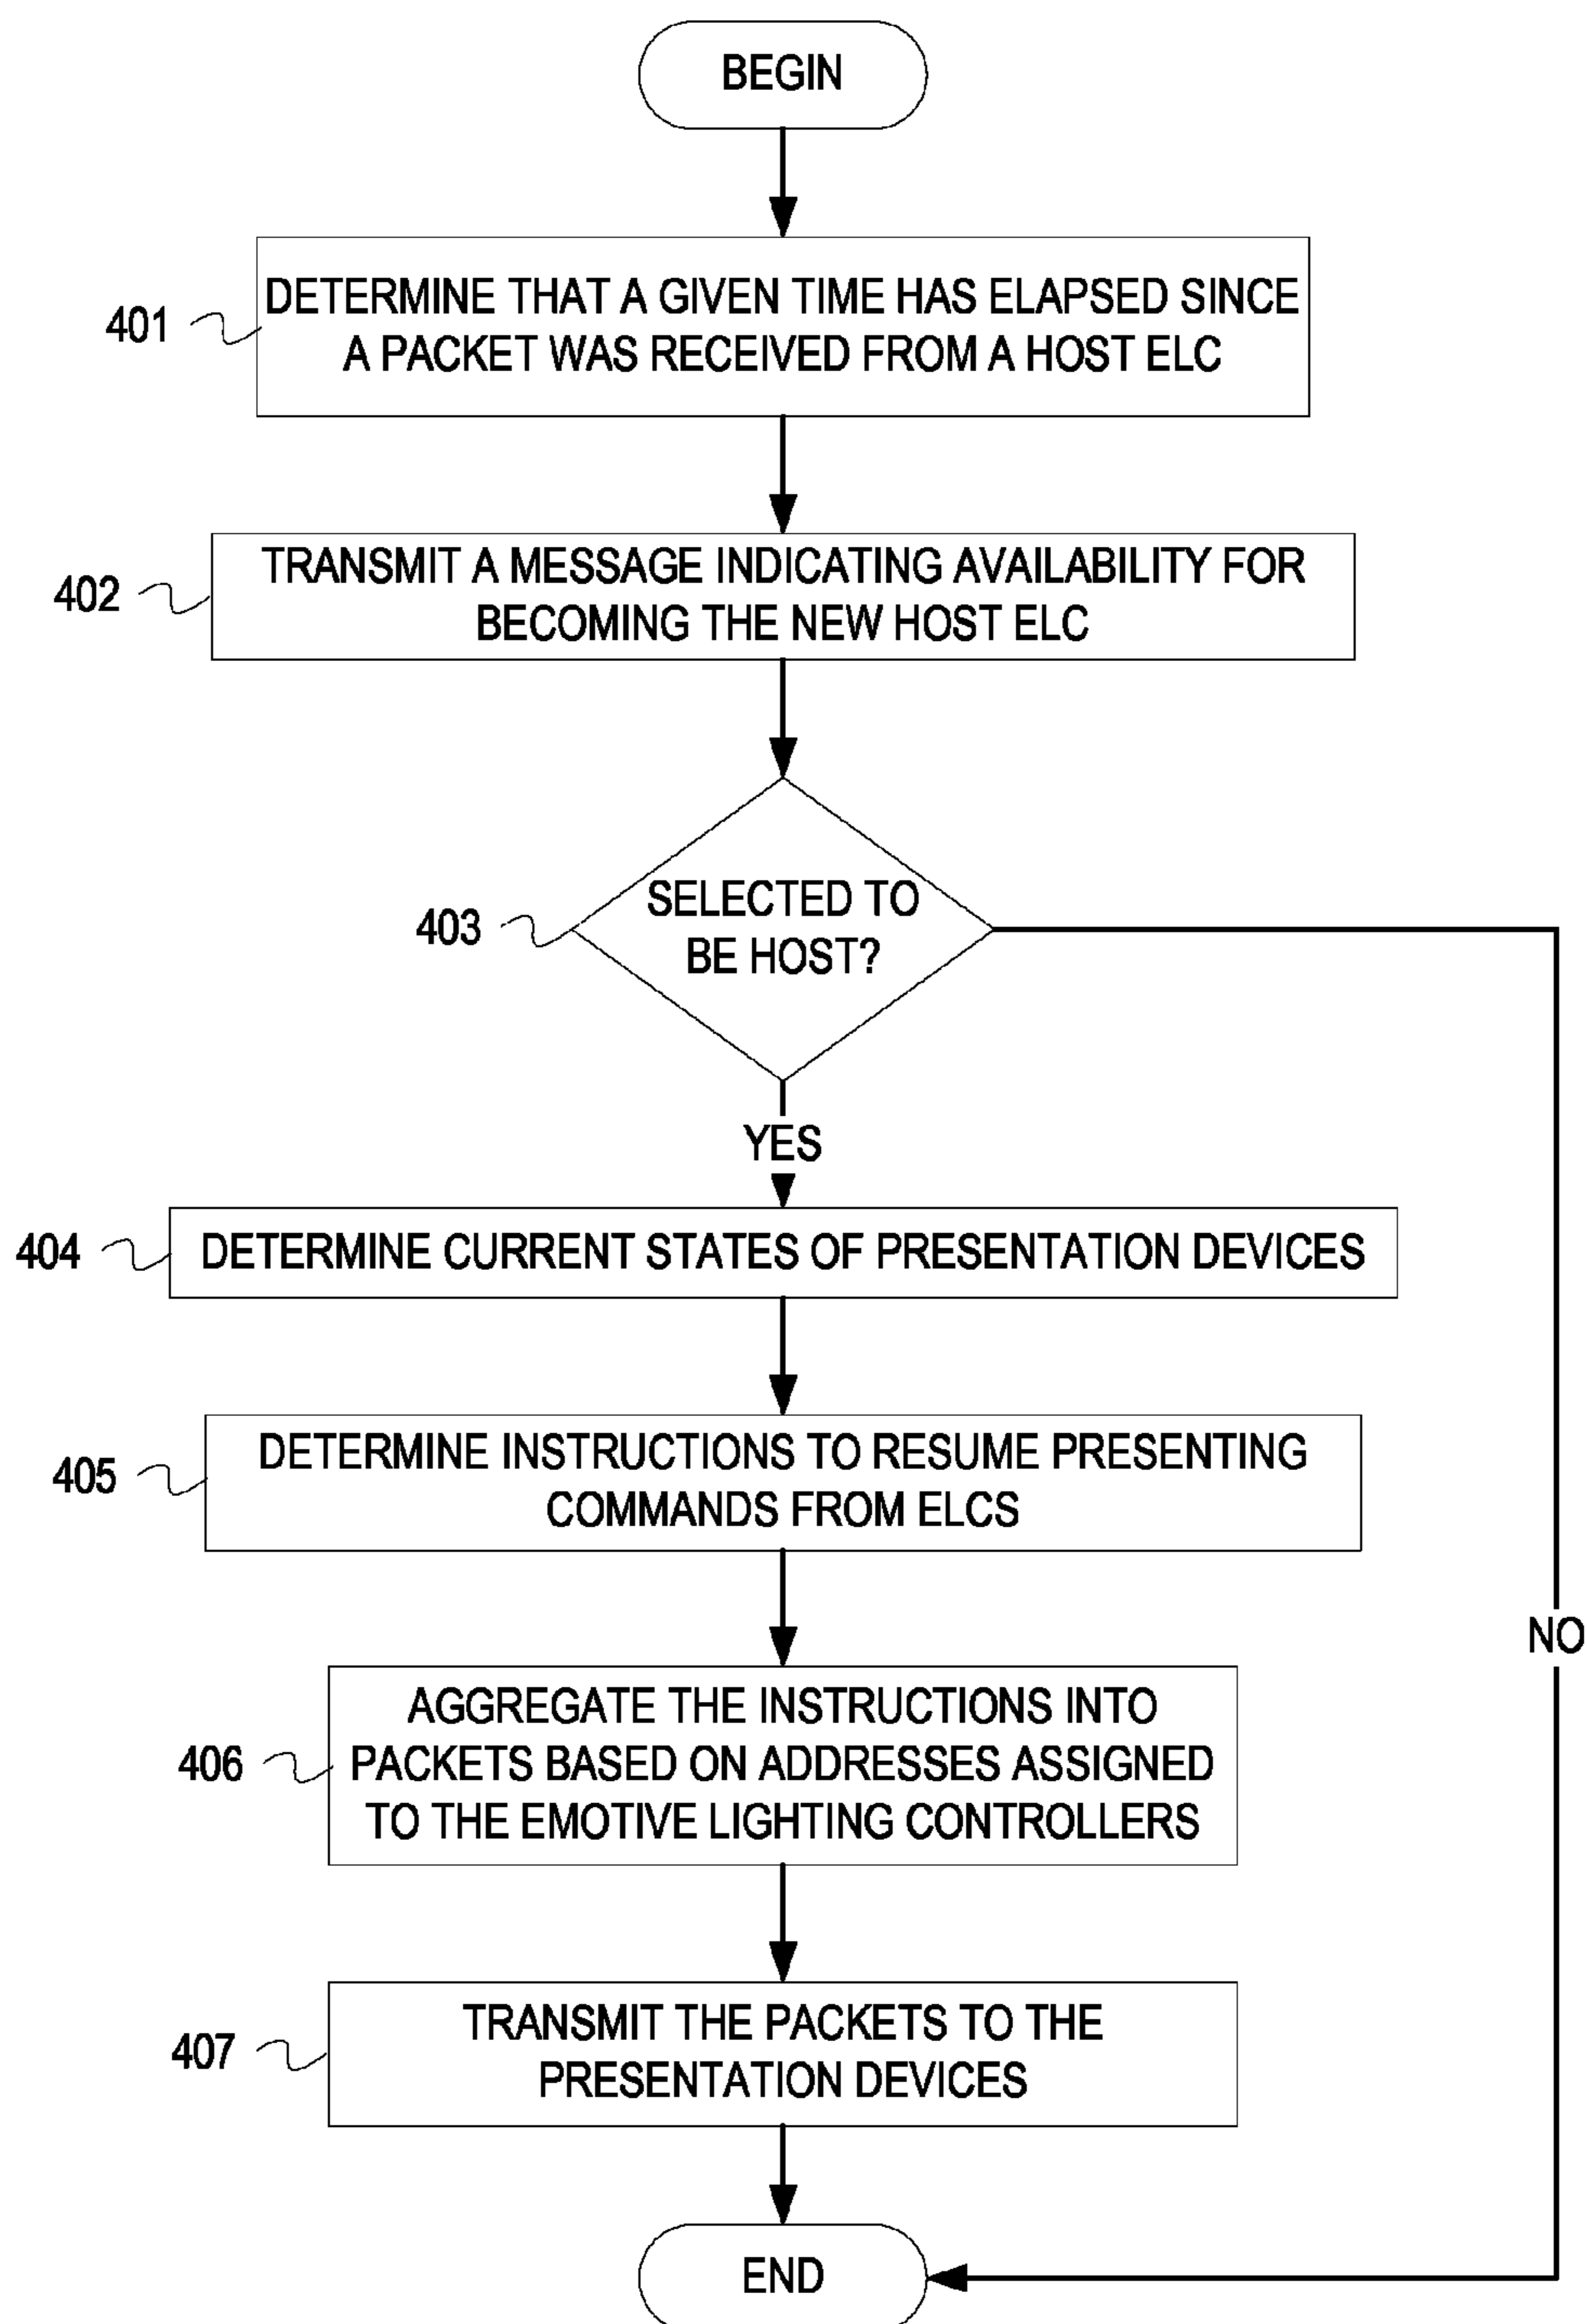 BEGIN
401
DETERMINE THAT A GIVEN TIME HAS ELAPSED SINCE
A PACKET WAS RECEIVED FROM A HOST ELC
402
TRANSMIT A MESSAGE INDICATING AVAILABILITY FOR
BECOMING THE NEW HOST ELC
403
SELECTED TO
BE HOST?
YES
404
DETERMINE CURRENT STATES OF PRESENTATION DEVICES
405
DETERMINE INSTRUCTIONS TO RESUME PRESENTING
COMMANDS FROM ELCS
NO
406
AGGREGATE THE INSTRUCTIONS INTO
PACKETS BASED ON ADDRESSES ASSIGNED
TO THE EMOTIVE LIGHTING CONTROLLERS
407
TRANSMIT THE PACKETS TO THE
PRESENTATION DEVICES
END